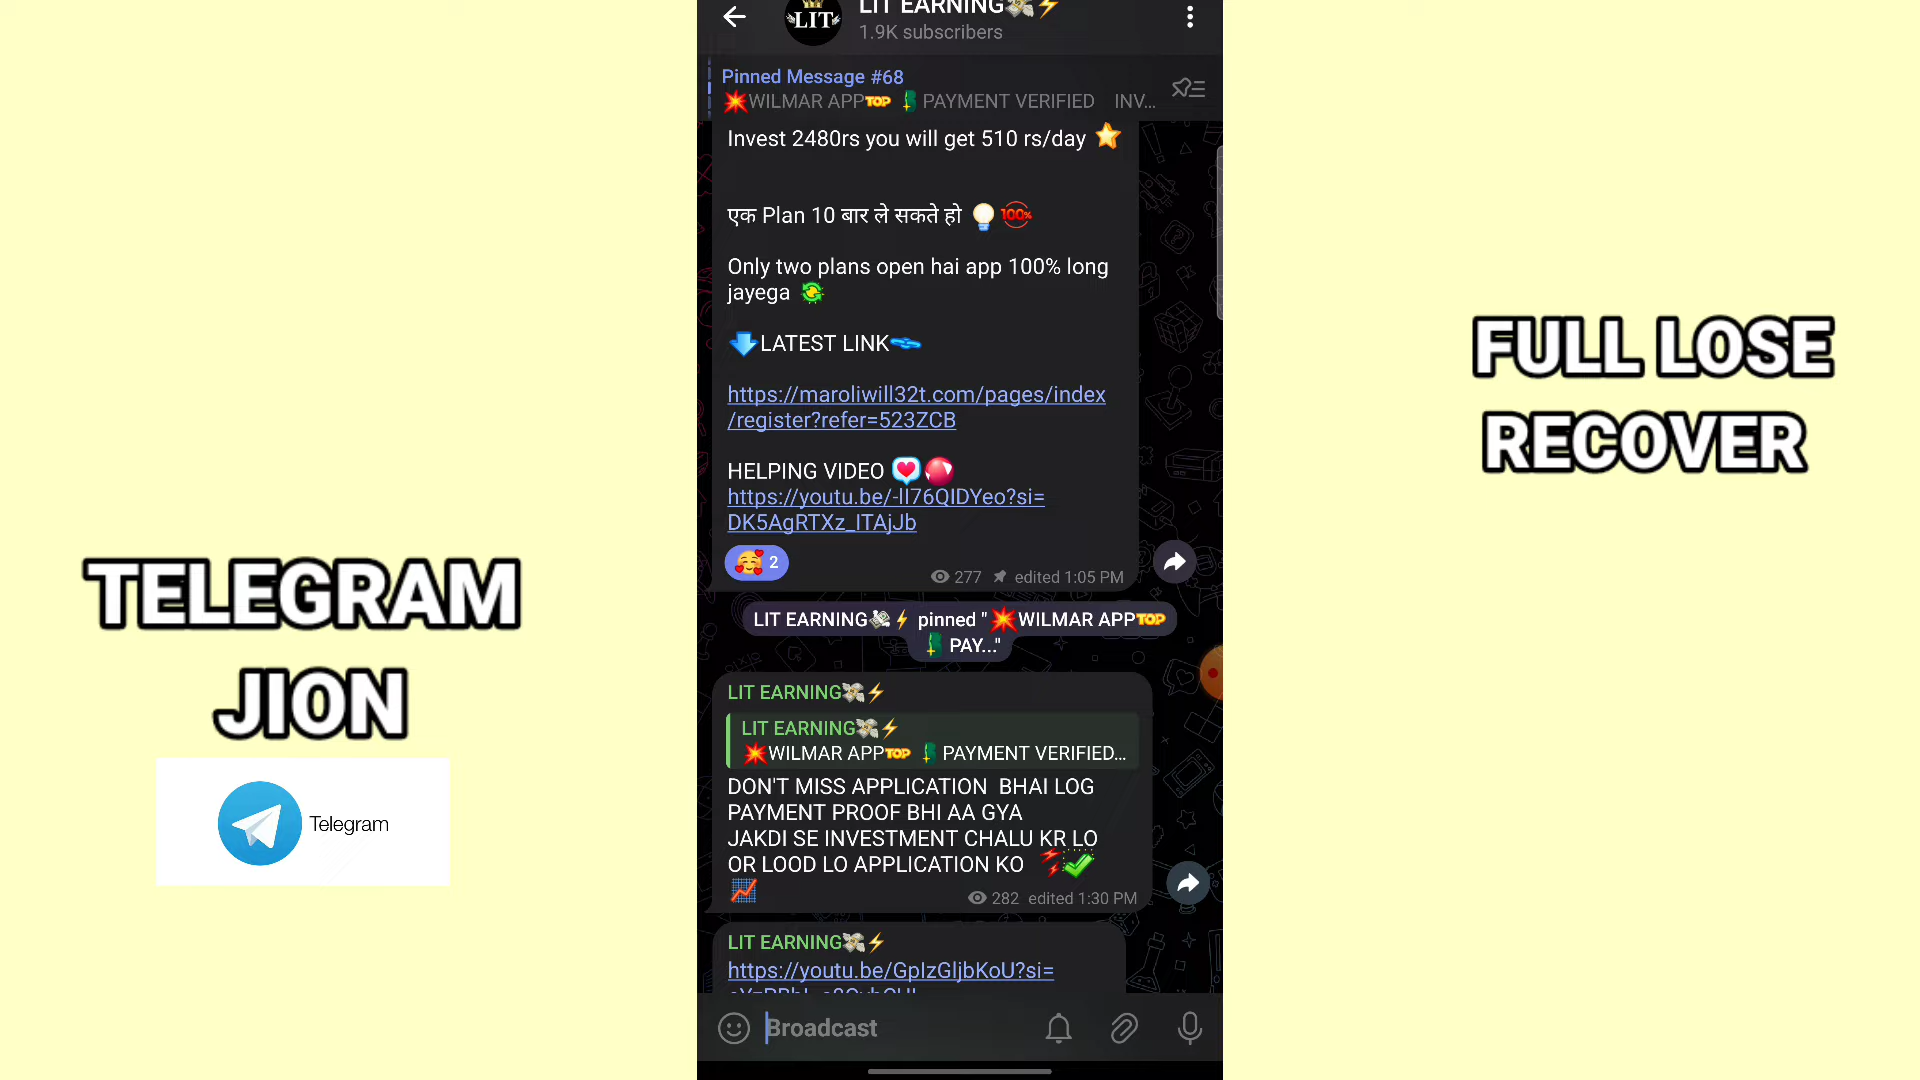 LIT EARNING💸⚡
1.9K subscribers
Pinned Message #68
💥WILMAR APP🔝 PAYMENT VERIFIED INV...
Invest 2480rs you will get 510 rs/day ⭐
एक Plan 10 बार ले सकते हो 💡💯
Only two plans open hai app 100% long
jayega
⬇️LATEST LINK🔗
https://maroliwill32t.com/pages/index
/register?refer=523ZCB
HELPING VIDEO
https://youtu.be/-lI76QIDYeo?si=
DK5AgRTXz_ITAjJb
🥰 2
277 edited 1:05 PM
LIT EARNING💸⚡ pinned "💥WILMAR APP🔝
PAY..."
LIT EARNING💸⚡
LIT EARNING💸⚡
💥WILMAR APP🔝 PAYMENT VERIFIED...
DON'T MISS APPLICATION BHAI LOG
PAYMENT PROOF BHI AA GYA
JAKDI SE INVESTMENT CHALU KR LO
OR LOOD LO APPLICATION KO ⚡✅
📈
282 edited 1:30 PM
LIT EARNING💸⚡
https://youtu.be/GpIzGljbKoU?si=
Broadcast
TELEGRAM
JION
Telegram
FULL LOSE
RECOVER